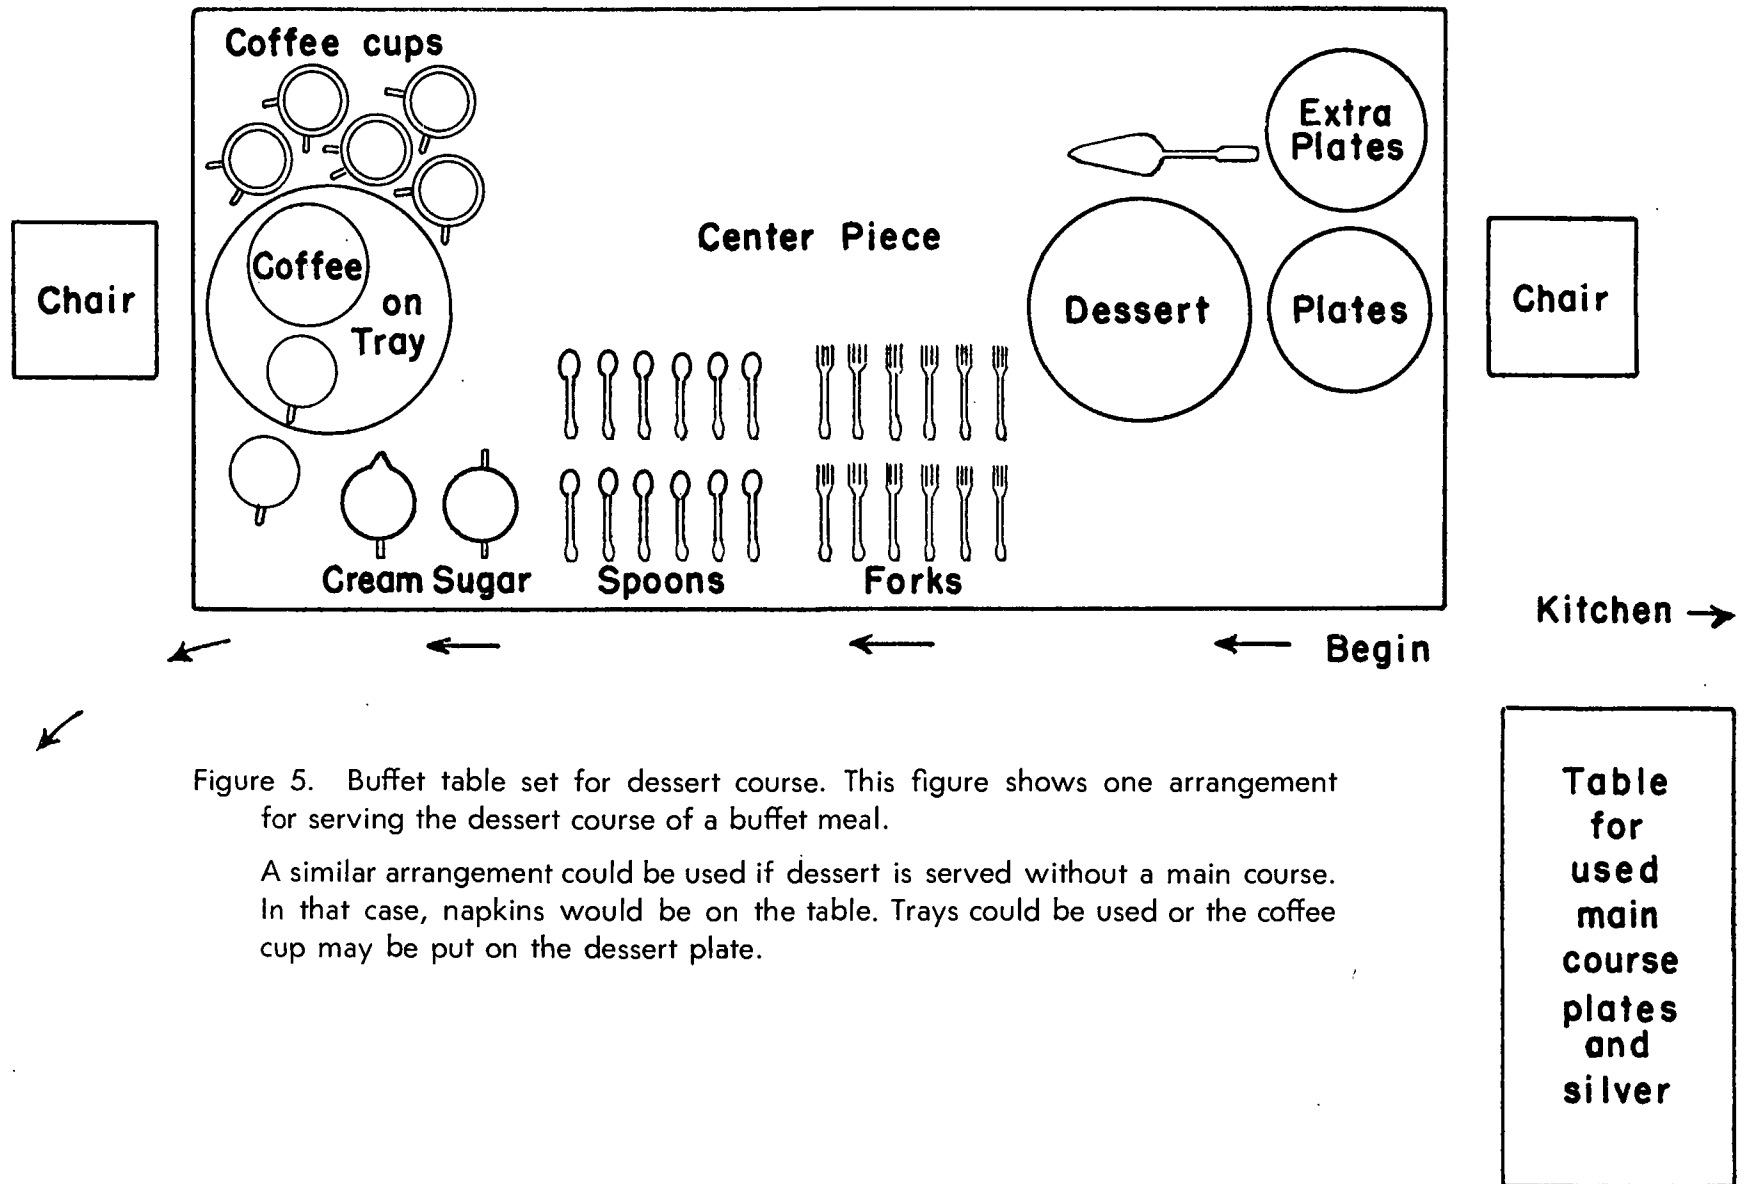 Coffee cups
Extra
Plates
Center Piece
Chair
Coffee
on
Tray
Dessert
Plates
Chair
Cream
Sugar
Spoons
Forks
Kitchen
Begin
Figure 5. Buffet table set for dessert course. This figure shows one arrangement
for serving the dessert course of a buffet meal.
A similar arrangement could be used if dessert is served without a main course.
In that case, napkins would be on the table. Trays could be used or the coffee
cup may be put on the dessert plate.
Table
for
used
main
course
plates
and
silver